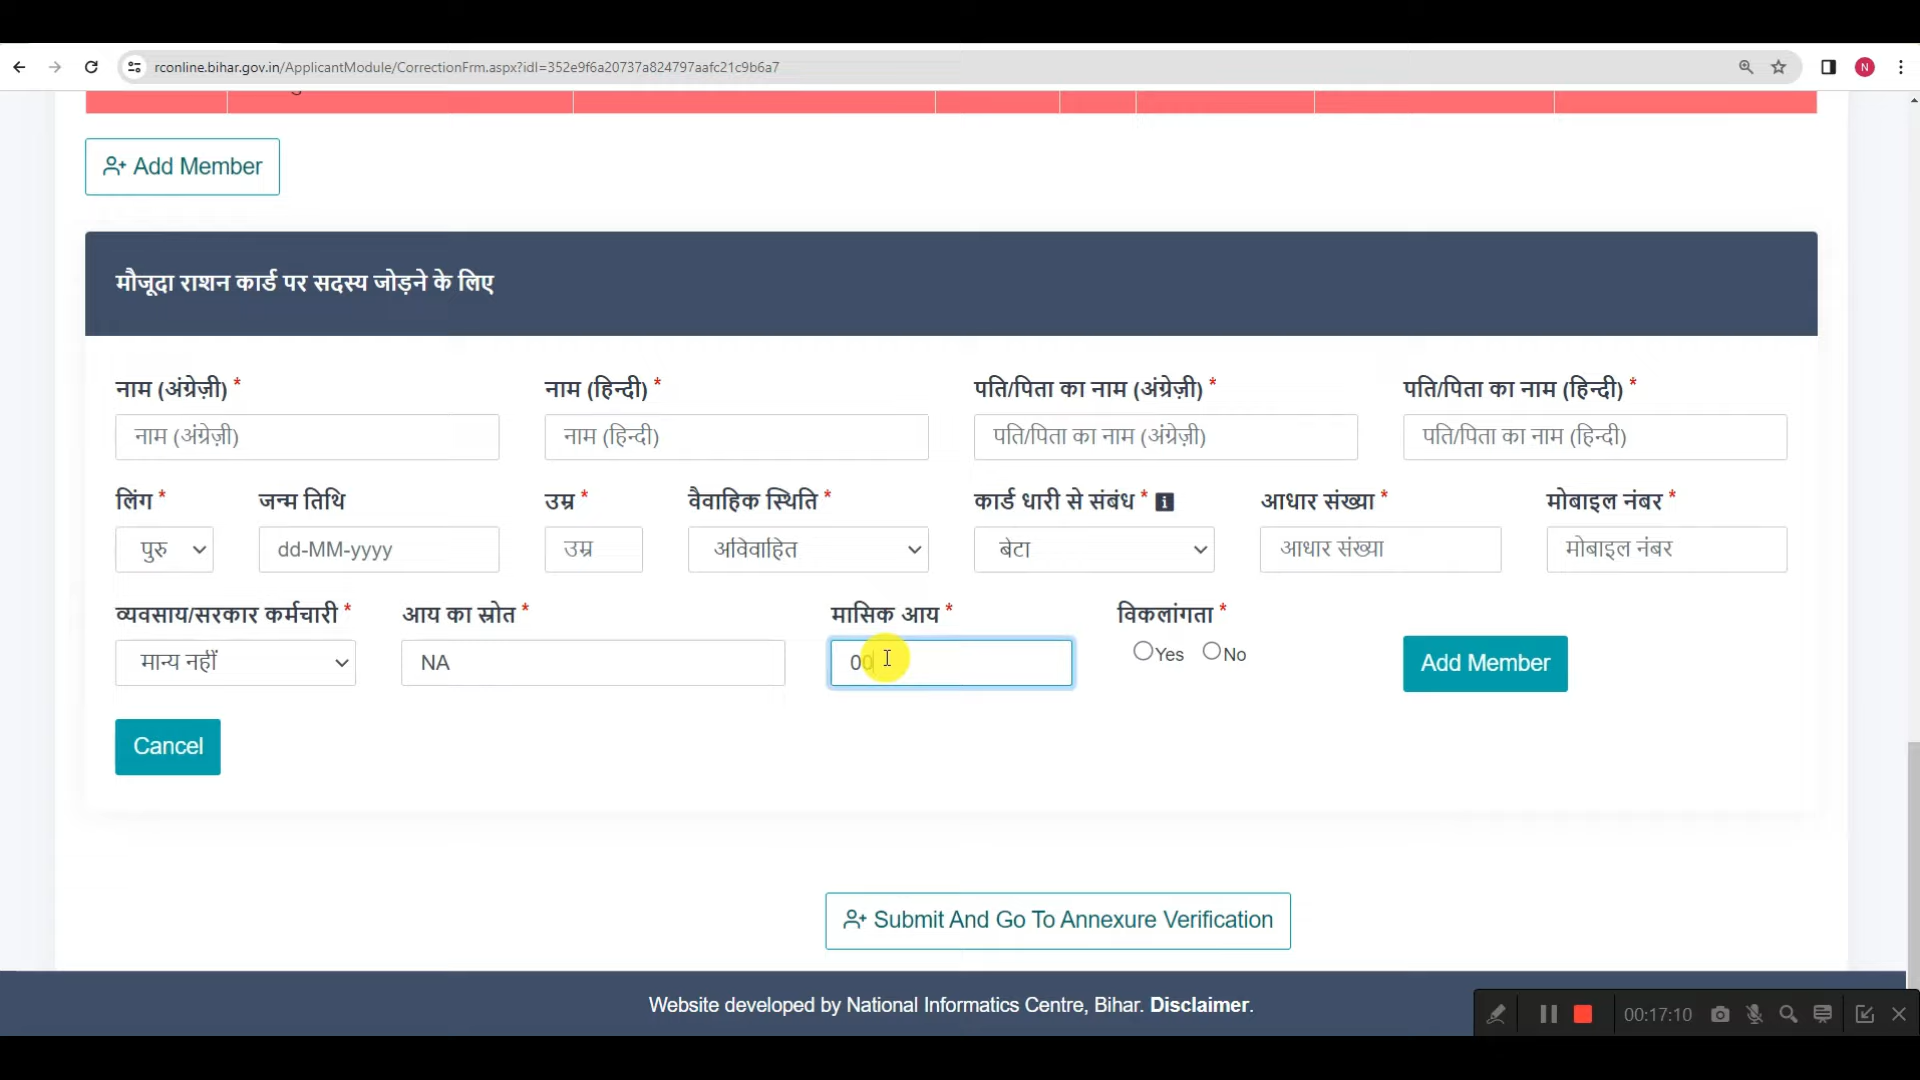 rconline.bihar.gov.in/ApplicantModule/CorrectionFrm.aspx?idl=352e9f6a20737a824797aafc21c9b6a7
N
Add Member
मौजूदा राशन कार्ड पर सदस्य जोड़ने के लिए
नाम (अंग्रेज़ी) * नाम (हिन्दी) * पति/पिता का नाम (अंग्रेज़ी) * पति/पिता का नाम (हिन्दी) *
नाम (अंग्रेज़ी) नाम (हिन्दी) पति/पिता का नाम (अंग्रेज़ी) पति/पिता का नाम (हिन्दी)
लिंग * जन्म तिथि उम्र * वैवाहिक स्थिति * कार्ड धारी से संबंध * i आधार संख्या * मोबाइल नंबर *
पुरु dd-MM-yyyy उम्र अविवाहित बेटा आधार संख्या मोबाइल नंबर
व्यवसाय/सरकार कर्मचारी * आय का स्रोत * मासिक आय * विकलांगता *
मान्य नहीं NA 00 Yes No Add Member
Cancel
Submit And Go To Annexure Verification
Website developed by National Informatics Centre, Bihar. Disclaimer.
00:17:10